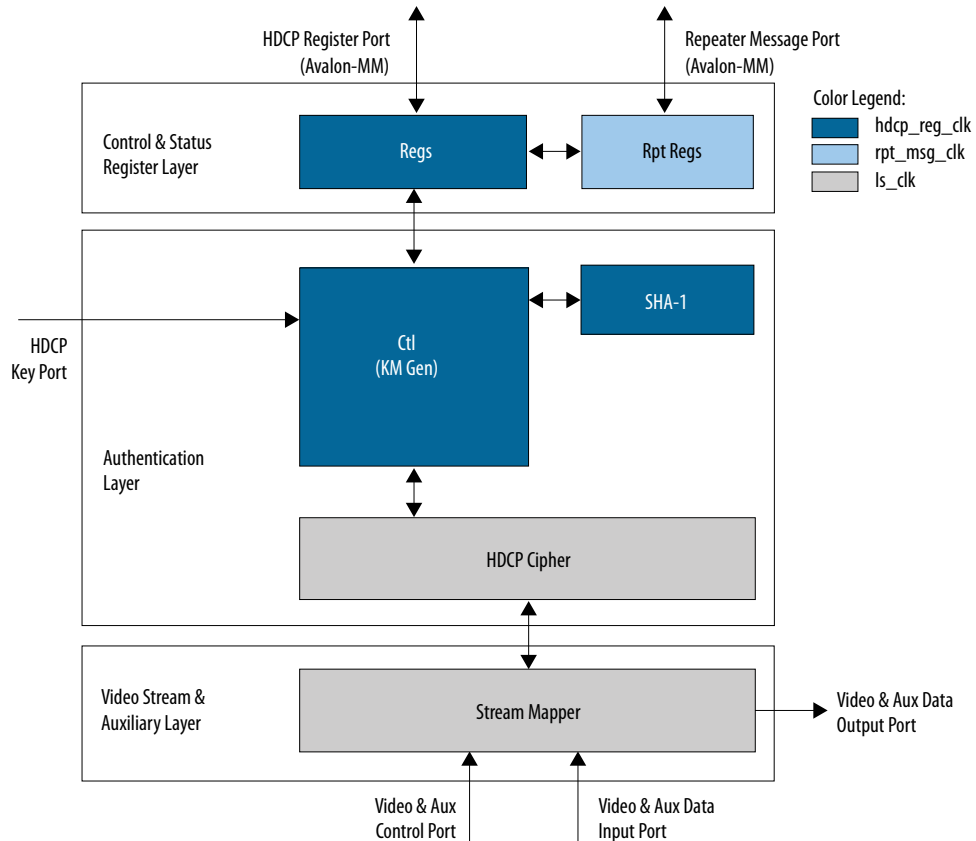 HDCP Register Port
(Avalon-MM)
Repeater Message Port
(Avalon-MM)
Color Legend:
hdcp_reg_clk
rpt_msg_clk
ls_clk
Control & Status
Register Layer
Regs
Rpt Regs
HDCP
Key Port
Ctl
(KM Gen)
SHA-1
Authentication
Layer
HDCP Cipher
Video Stream &
Auxiliary Layer
Stream Mapper
Video & Aux Data
Output Port
Video & Aux
Control Port
Video & Aux Data
Input Port